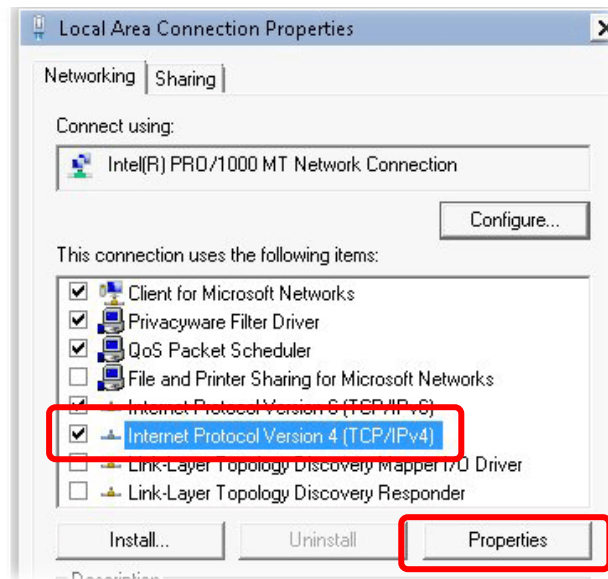 Local Area Connection Properties
Networking Sharing
Connect using:
Intel(R) PRO/1000 MT Network Connection
Configure...
This connection uses the following items:
Client for Microsoft Networks
Privacyware Filter Driver
QoS Packet Scheduler
File and Printer Sharing for Microsoft Networks
Internet Protocol Version 6 (TCP/IPv6)
Internet Protocol Version 4 (TCP/IPv4)
Link-Layer Topology Discovery Mapper I/O Driver
Link-Layer Topology Discovery Responder
Install... Uninstall Properties
Description